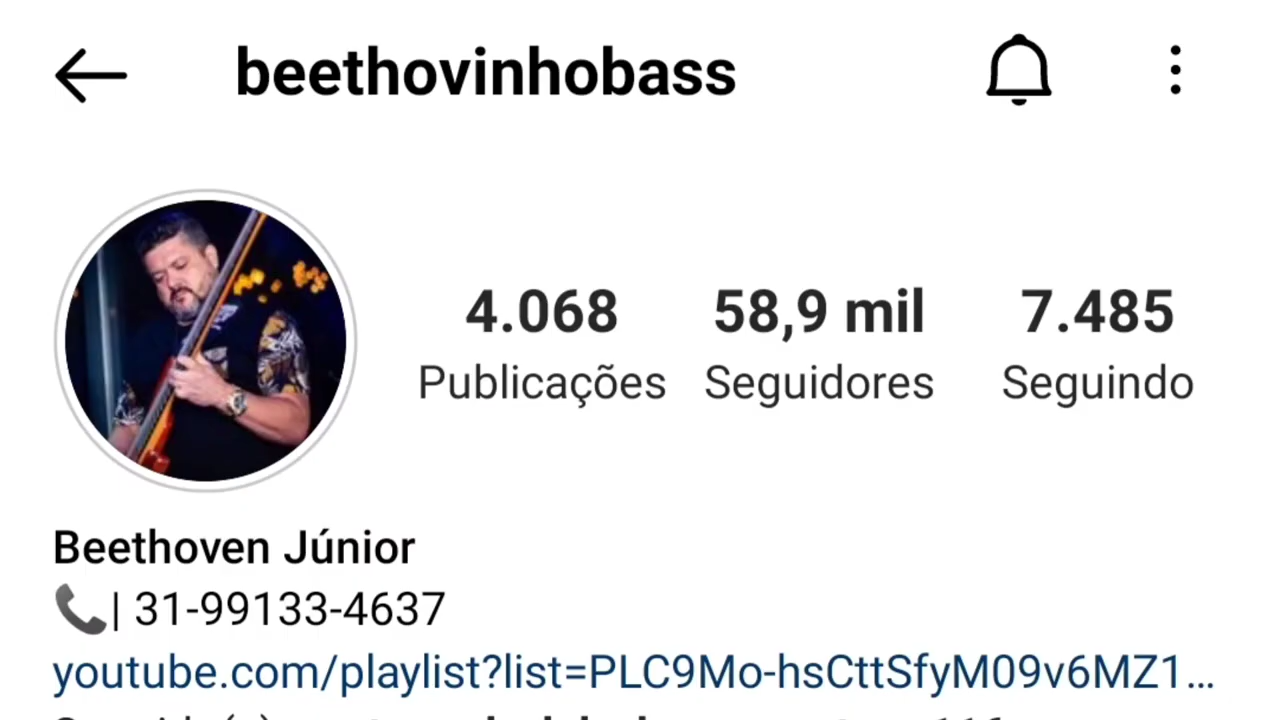 beethovinhobass
4.068 58,9 mil 7.485
Publicações Seguidores Seguindo
Beethoven Júnior
📞| 31-99133-4637
youtube.com/playlist?list=PLC9Mo-hsCttSfyM09v6MZ1...